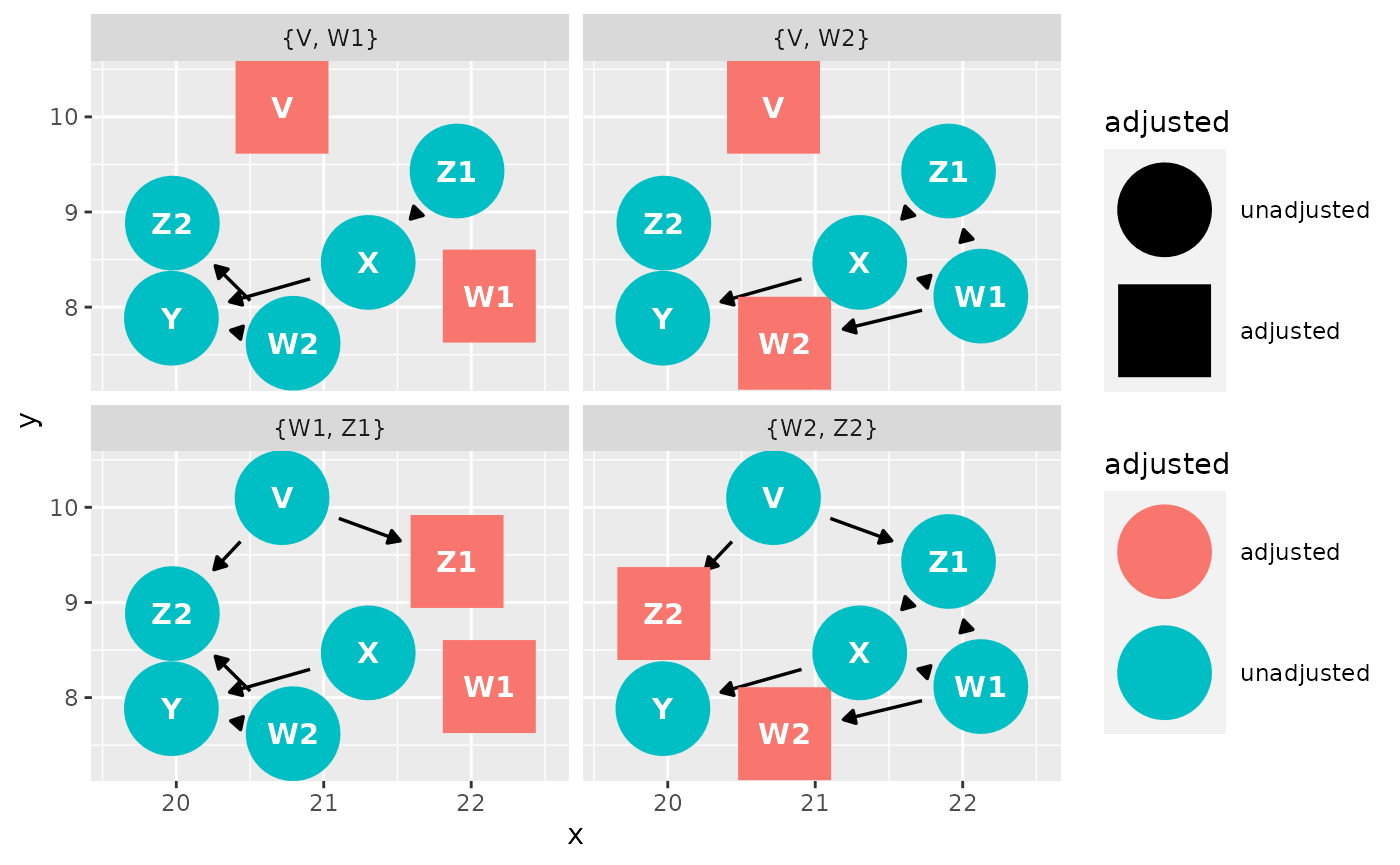 {V, W1}
{V, W2}
V
Z1
Z2
X
W1
Y
W2
V
Z1
Z2
X
W1
Y
W2
10
9
8
{W1, Z1}
{W2, Z2}
V
Z1
Z2
X
W1
Y
W2
V
Z1
Z2
X
W1
Y
W2
10
9
8
20
21
22
20
21
22
x
y
adjusted
unadjusted
adjusted
adjusted
adjusted
unadjusted